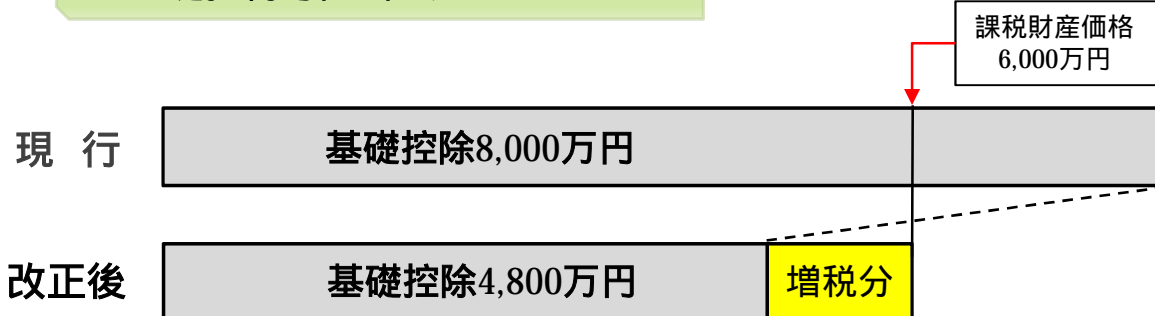 課税財産価格
6,000万円
現 行
基礎控除8,000万円
改正後
基礎控除4,800万円
増税分